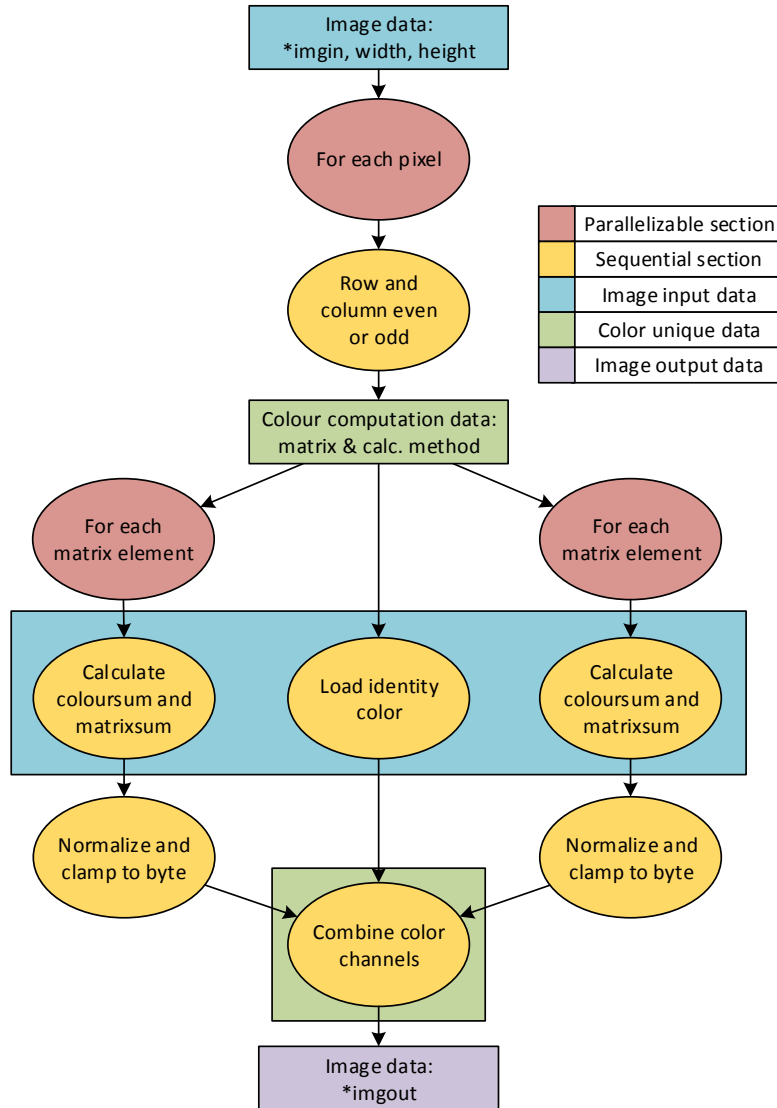 Image data:
*imgin, width, height
For each pixel
Parallelizable section
Sequential section
Image input data
Color unique data
Image output data
Row and
column even
or odd
Colour computation data:
matrix & calc. method
For each
matrix element
For each
matrix element
Calculate
coloursum and
matrixsum
Load identity
color
Calculate
coloursum and
matrixsum
Normalize and
clamp to byte
Normalize and
clamp to byte
Combine color
channels
Image data:
*imgout